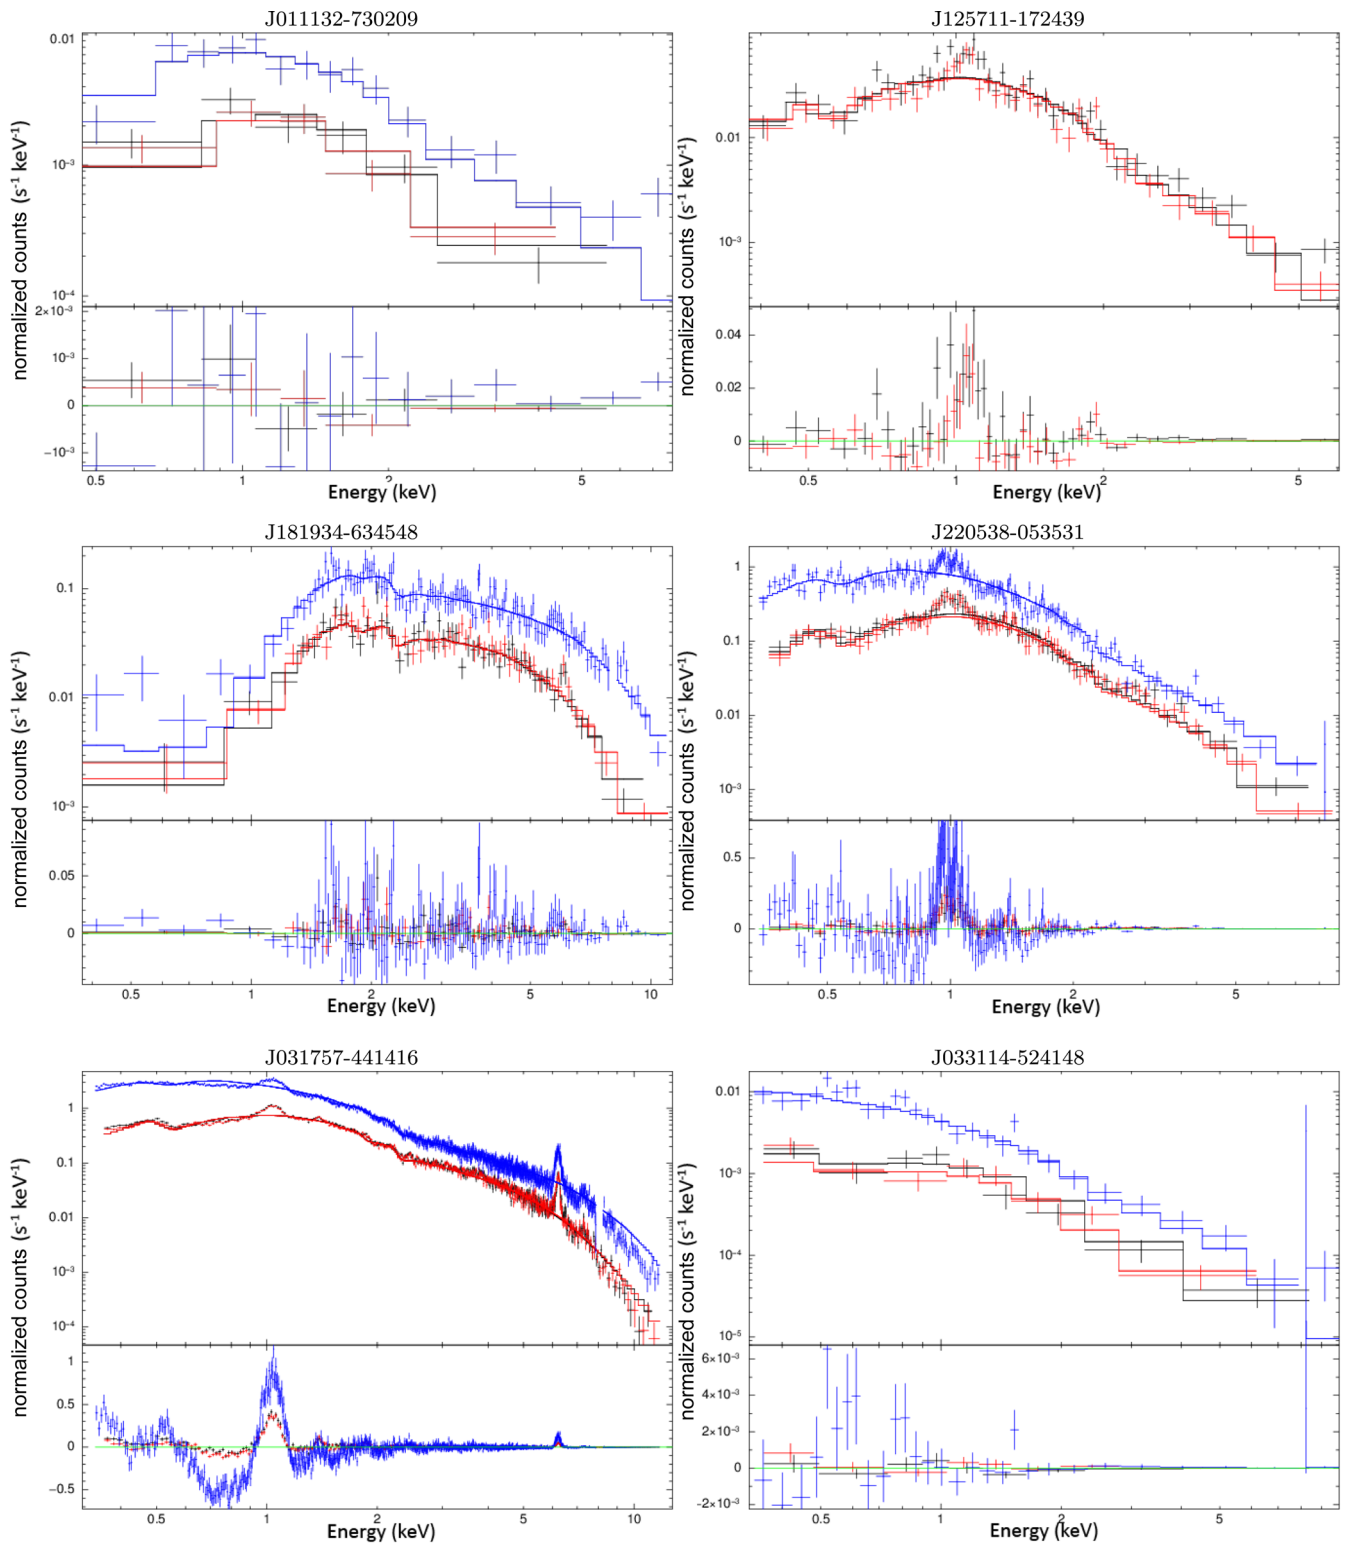 J011132-730209
0.01
10⁻³
10⁻⁴
2×10⁻³
10⁻³
0
−10⁻³
0.5 1 2 5
normalized counts (s⁻¹ keV⁻¹)
Energy (keV)
J125711-172439
0.01
10⁻³
0.04
0.02
0
0.5 1 2 5
normalized counts (s⁻¹ keV⁻¹)
Energy (keV)
J181934-634548
0.1
0.01
10⁻³
0.05
0
0.5 1 2 5 10
normalized counts (s⁻¹ keV⁻¹)
Energy (keV)
J220538-053531
1
0.1
0.01
10⁻³
0.5
0
0.5 1 2 5
normalized counts (s⁻¹ keV⁻¹)
Energy (keV)
J031757-441416
1
0.1
0.01
10⁻³
10⁻⁴
1
0.5
0
−0.5
0.5 1 2 5 10
normalized counts (s⁻¹ keV⁻¹)
Energy (keV)
J033114-524148
0.01
10⁻³
10⁻⁴
10⁻⁵
6×10⁻³
4×10⁻³
2×10⁻³
0
−2×10⁻³
0.5 1 2 5
normalized counts (s⁻¹ keV⁻¹)
Energy (keV)